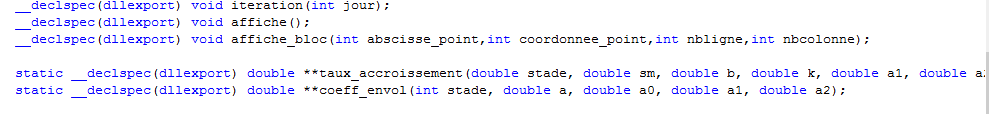 __declspec(dllexport) void iteration(int jour);
__declspec(dllexport) void affiche();
__declspec(dllexport) void affiche_bloc(int abscisse_point,int coordonnee_point,int nbligne,int nbcolonne);
static __declspec(dllexport) double **taux_accroissement(double stade, double sm, double b, double k, double a1, double a
static __declspec(dllexport) double **coeff_envol(int stade, double a, double a0, double a1, double a2);